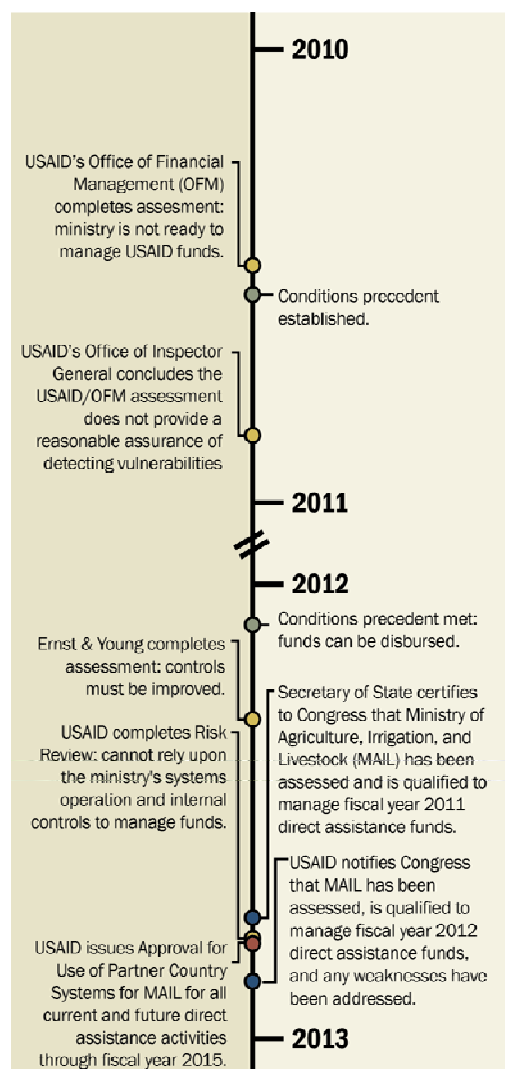 2010
USAID's Office of Financial
Management (OFM)
completes assesment:
ministry is not ready to
manage USAID funds.
Conditions precedent
established.
USAID's Office of Inspector
General concludes the
USAID/OFM assessment
does not provide a
reasonable assurance of
detecting vulnerabilities
2011
2012
Conditions precedent met:
funds can be disbursed.
Ernst & Young completes
assessment: controls
must be improved.
Secretary of State certifies
to Congress that Ministry of
Agriculture, Irrigation, and
Livestock (MAIL) has been
assessed and is qualified to
manage fiscal year 2011
direct assistance funds.
USAID completes Risk
Review: cannot rely upon
the ministry's systems
operation and internal
controls to manage funds.
USAID notifies Congress
that MAIL has been
assessed, is qualified to
manage fiscal year 2012
direct assistance funds,
and any weaknesses have
been addressed.
USAID issues Approval for
Use of Partner Country
Systems for MAIL for all
current and future direct
assistance activities
through fiscal year 2015.
2013